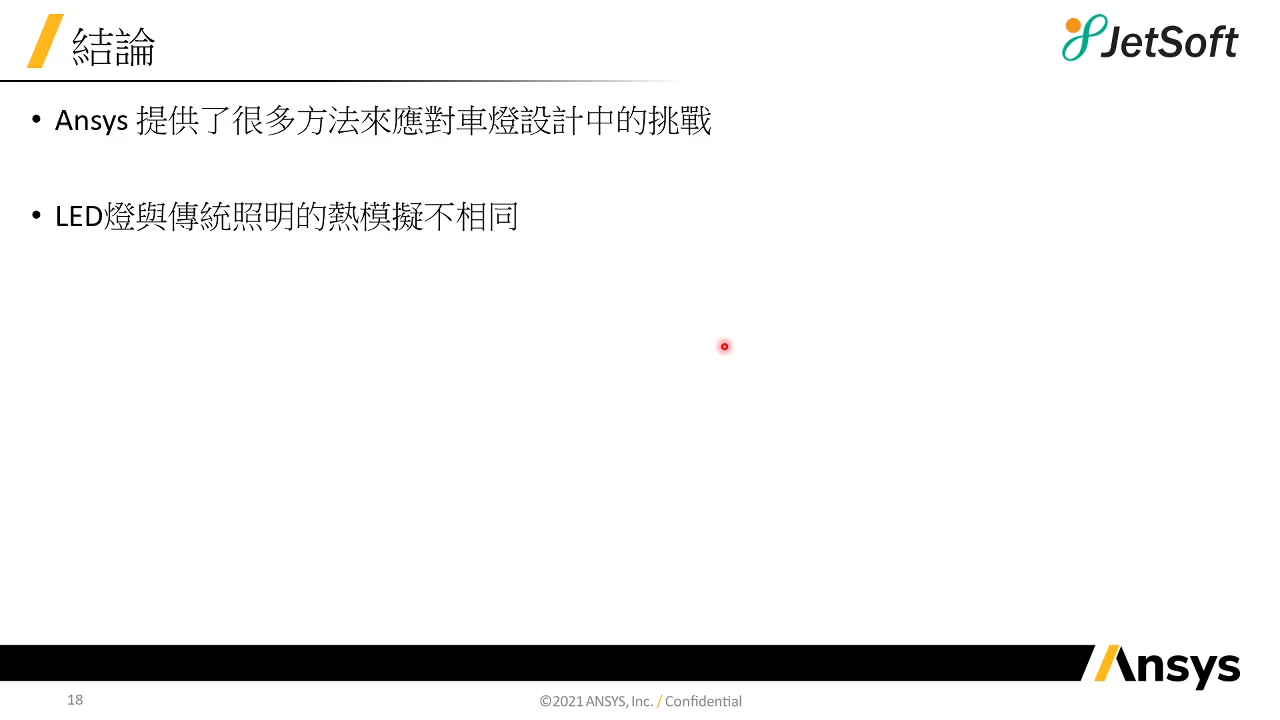 結論
JetSoft
• Ansys 提供了很多方法來應對車燈設計中的挑戰
• LED燈與傳統照明的熱模擬不相同
Ansys
18
©2021 ANSYS, Inc. / Confidential